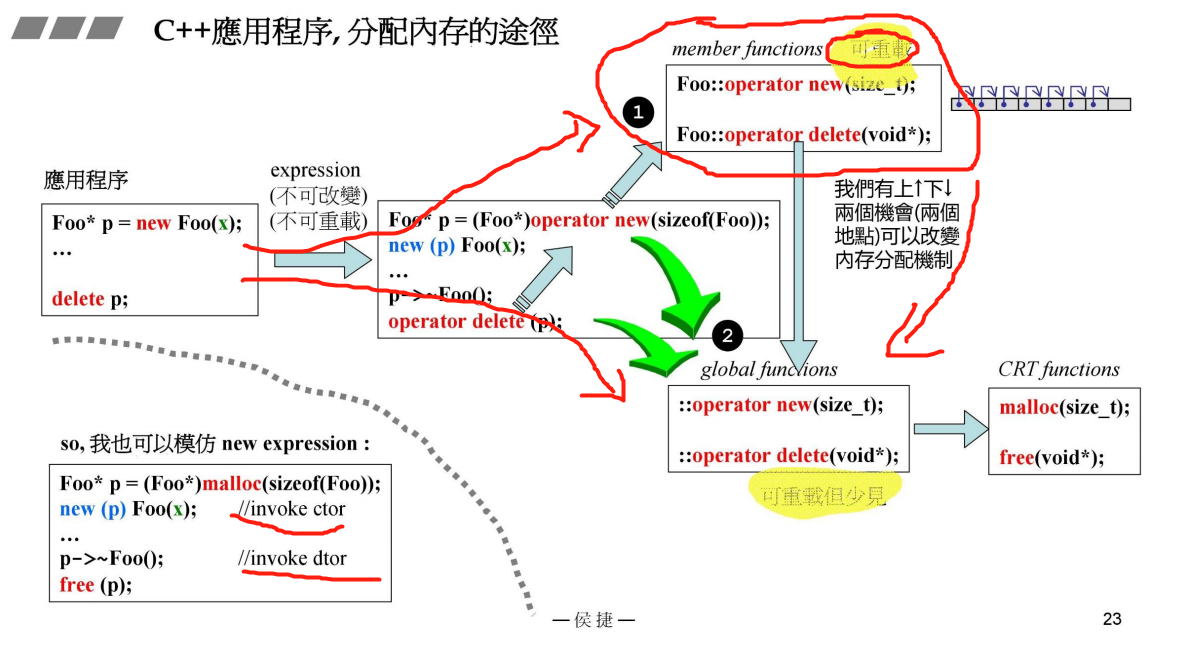 C++應用程序, 分配內存的途徑
member functions 可重載
Foo::operator new(size_t);
Foo::operator delete(void*);
1
應用程序
Foo* p = new Foo(x);
...
delete p;
expression
(不可改變)
(不可重載)
Foo* p = (Foo*)operator new(sizeof(Foo));
new (p) Foo(x);
...
p->~Foo();
operator delete (p);
我們有上↑下↓
兩個機會(兩個
地點)可以改變
內存分配機制
2
global functions
::operator new(size_t);
::operator delete(void*);
可重載但少見
CRT functions
malloc(size_t);
free(void*);
so, 我也可以模仿 new expression :
Foo* p = (Foo*)malloc(sizeof(Foo));
new (p) Foo(x); //invoke ctor
...
p->~Foo(); //invoke dtor
free (p);
— 侯 捷 —
23